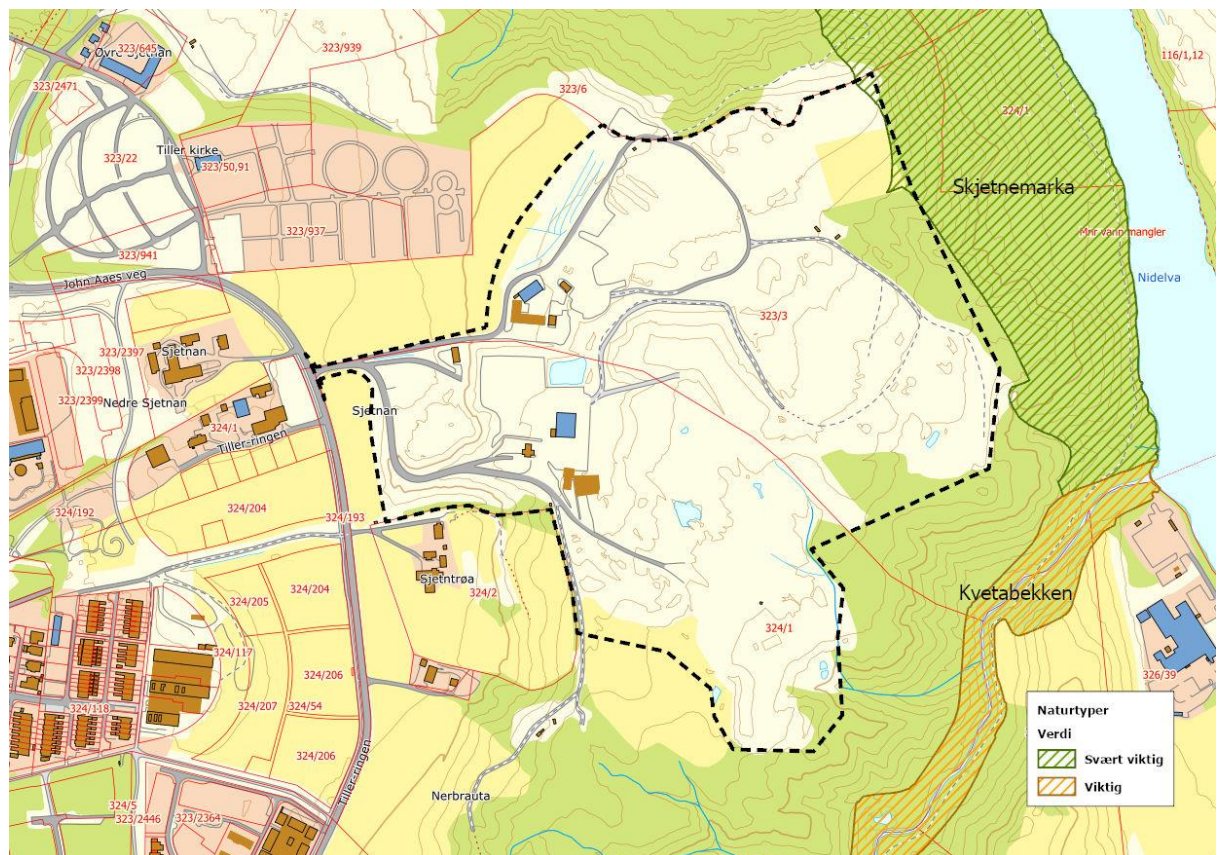 323/645
Øvre Sjetnan
323/939
116/1,12
323/2471
323/6
324/1
323/22
Tiller kirke
323/50,91
Skjetnemarka
323/937
323/941
John Aaes veg
Nidelva
323/3
323/2397
Sjetnan
323/2398
Nedre Sjetnan
323/2399
Sjetnan
324/1
Tiller-ringen
324/204
324/192
324/193
Sjetntrøa
324/2
Kvetabekken
324/205
324/204
324/1
324/117
324/206
326/39
324/118
324/207
324/54
Naturtyper
Verdi
Svært viktig
Viktig
324/206
Tiller-ringen
Nerbrauta
324/5
323/2446
323/2364